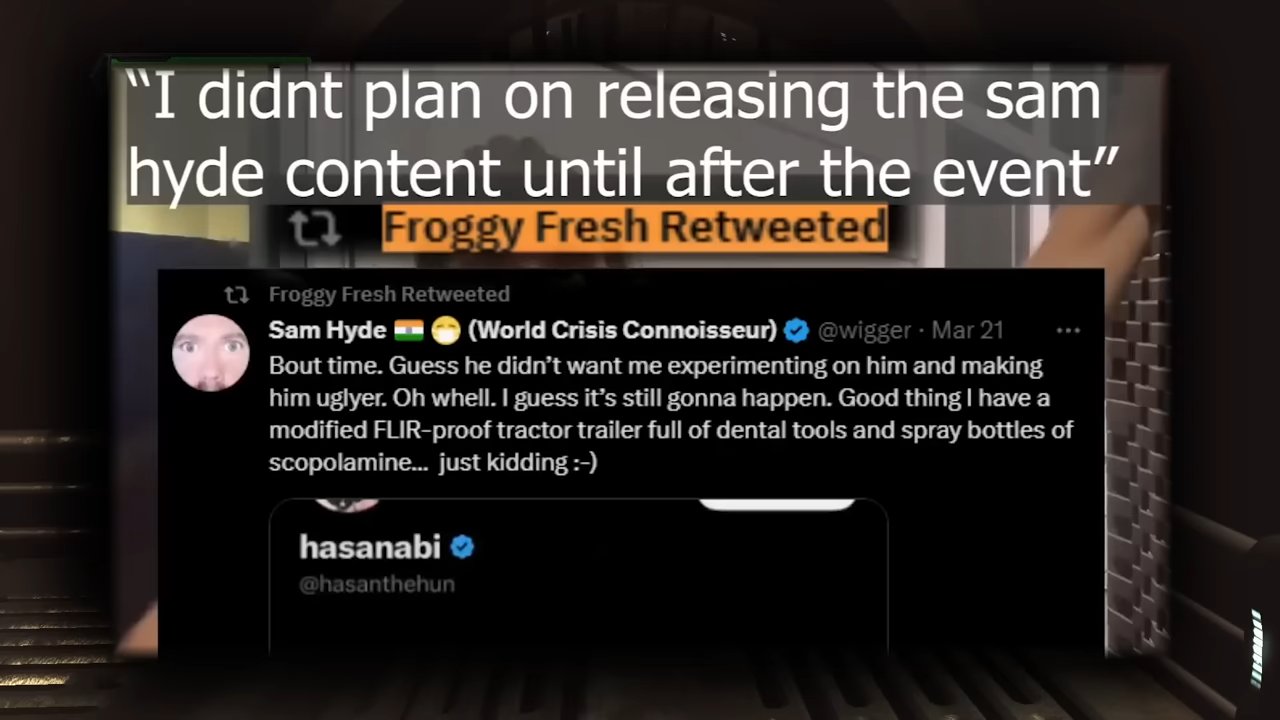 “I didnt plan on releasing the sam
hyde content until after the event”
Froggy Fresh Retweeted
Froggy Fresh Retweeted
Sam Hyde 🇮🇳 😷 (World Crisis Connoisseur) @wigger · Mar 21
Bout time. Guess he didn’t want me experimenting on him and making
him uglyer. Oh whell. I guess it’s still gonna happen. Good thing I have a
modified FLIR-proof tractor trailer full of dental tools and spray bottles of
scopolamine... just kidding :-)
hasanabi
@hasanthehun